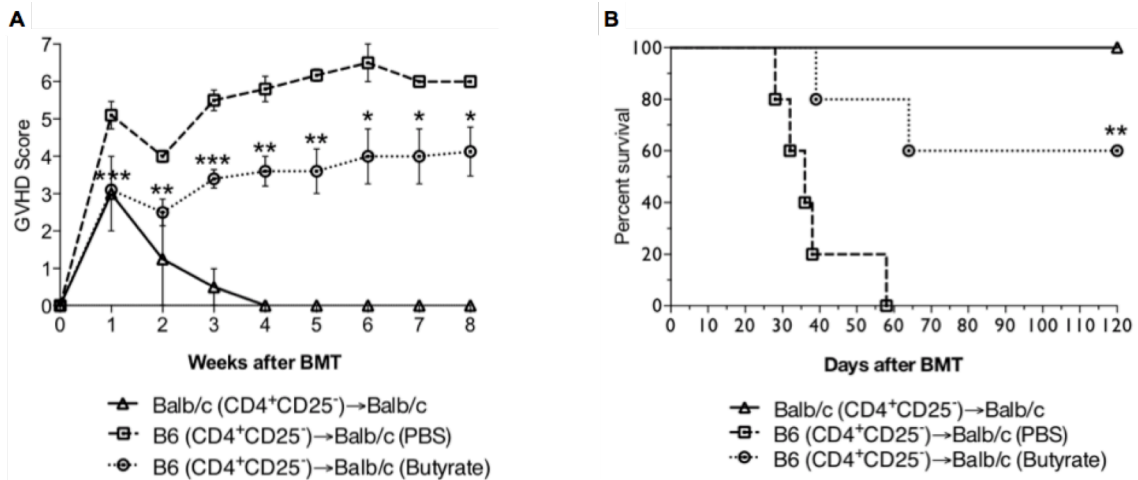 A
7
6
5
4
3
2
1
0
GVHD Score
***
**
***
**
**
*
*
*
0 1 2 3 4 5 6 7 8
Weeks after BMT
Balb/c (CD4⁺CD25⁻)→Balb/c
B6 (CD4⁺CD25⁻)→Balb/c (PBS)
B6 (CD4⁺CD25⁻)→Balb/c (Butyrate)
B
100
80
60
40
20
0
Percent survival
**
0 10 20 30 40 50 60 70 80 90 100 110 120
Days after BMT
Balb/c (CD4⁺CD25⁻)→Balb/c
B6 (CD4⁺CD25⁻)→Balb/c (PBS)
B6 (CD4⁺CD25⁻)→Balb/c (Butyrate)